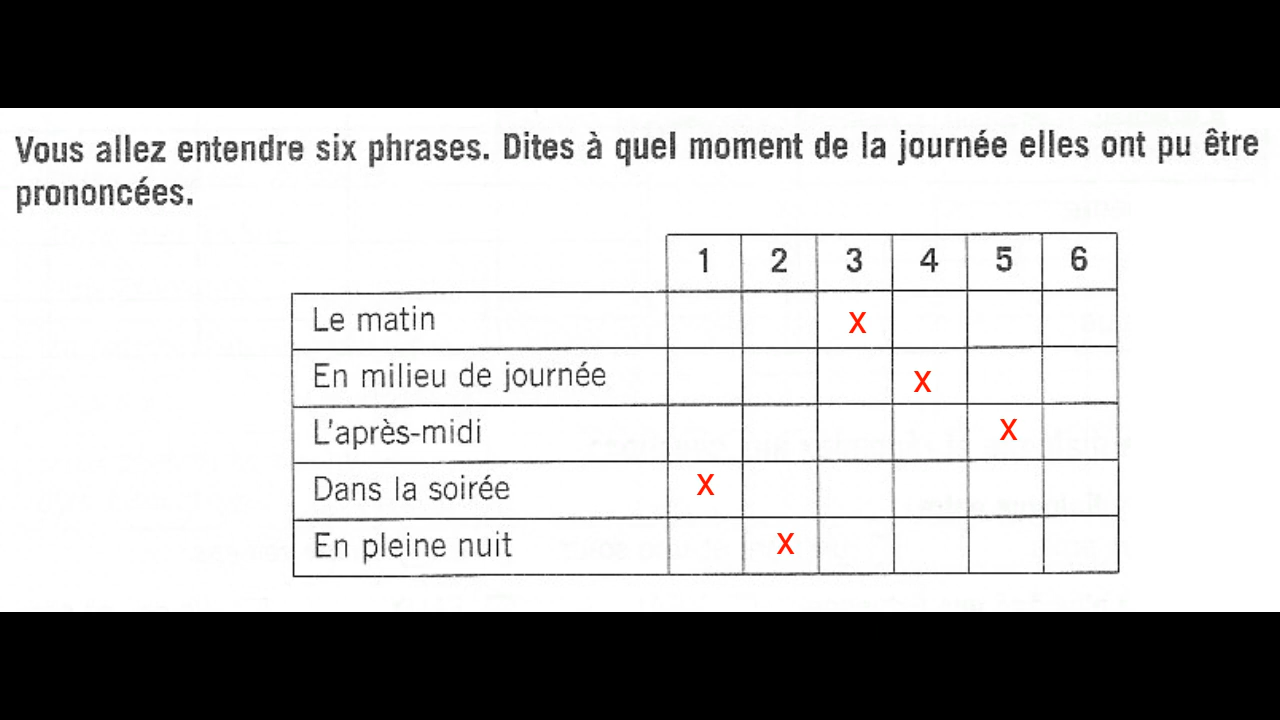 Vous allez entendre six phrases. Dites à quel moment de la journée elles ont pu être
prononcées.
1 2 3 4 5 6
Le matin X
En milieu de journée X
L'après-midi X
Dans la soirée X
En pleine nuit X